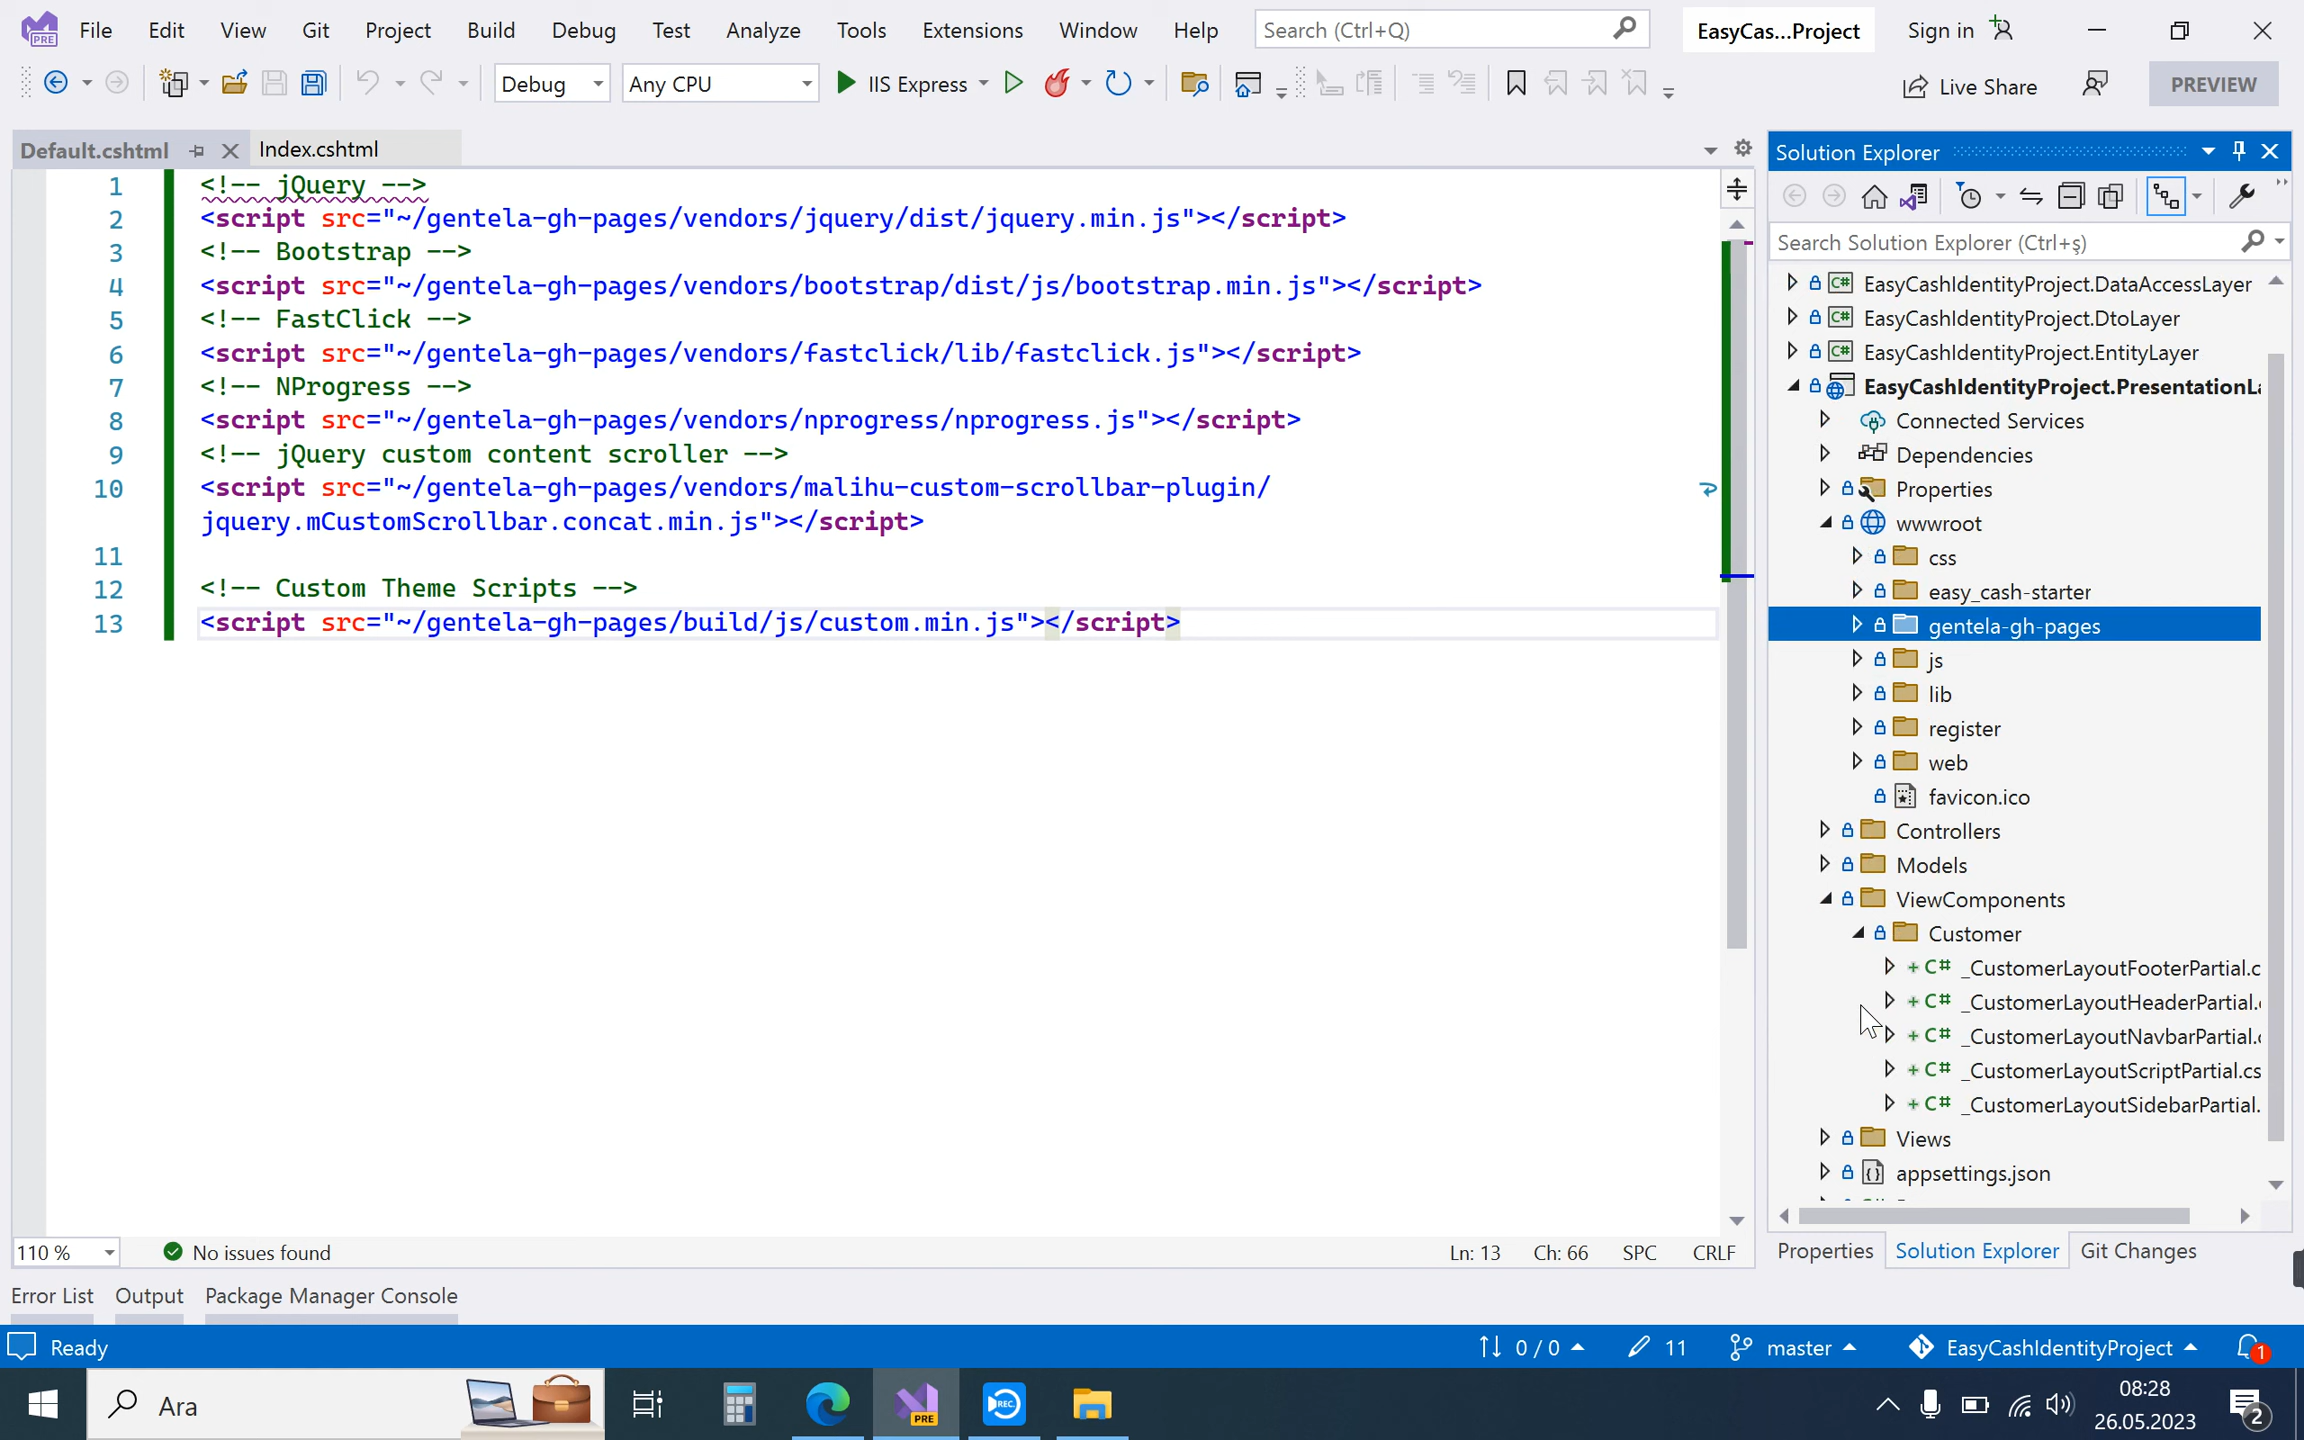 File Edit View Git Project Build Debug Test Analyze Tools Extensions Window Help Search (Ctrl+Q) EasyCas...Project Sign in
Debug Any CPU IIS Express Live Share PREVIEW
Default.cshtml Index.cshtml
1 <!-- jQuery -->
2 <script src="~/gentela-gh-pages/vendors/jquery/dist/jquery.min.js"></script>
3 <!-- Bootstrap -->
4 <script src="~/gentela-gh-pages/vendors/bootstrap/dist/js/bootstrap.min.js"></script>
5 <!-- FastClick -->
6 <script src="~/gentela-gh-pages/vendors/fastclick/lib/fastclick.js"></script>
7 <!-- NProgress -->
8 <script src="~/gentela-gh-pages/vendors/nprogress/nprogress.js"></script>
9 <!-- jQuery custom content scroller -->
10 <script src="~/gentela-gh-pages/vendors/malihu-custom-scrollbar-plugin/
jquery.mCustomScrollbar.concat.min.js"></script>
11
12 <!-- Custom Theme Scripts -->
13 <script src="~/gentela-gh-pages/build/js/custom.min.js"></script>
110 % No issues found Ln: 13 Ch: 66 SPC CRLF
Solution Explorer
Search Solution Explorer (Ctrl+ş)
EasyCashIdentityProject.DataAccessLayer
EasyCashIdentityProject.DtoLayer
EasyCashIdentityProject.EntityLayer
EasyCashIdentityProject.PresentationLa
Connected Services
Dependencies
Properties
wwwroot
css
easy_cash-starter
gentela-gh-pages
js
lib
register
web
favicon.ico
Controllers
Models
ViewComponents
Customer
C# _CustomerLayoutFooterPartial.c
C# _CustomerLayoutHeaderPartial.
C# _CustomerLayoutNavbarPartial.
C# _CustomerLayoutScriptPartial.cs
C# _CustomerLayoutSidebarPartial.
Views
appsettings.json
Properties Solution Explorer Git Changes
Error List Output Package Manager Console
Ready 0 / 0 11 master EasyCashIdentityProject 1
Ara PRE REC 08:28
26.05.2023 2